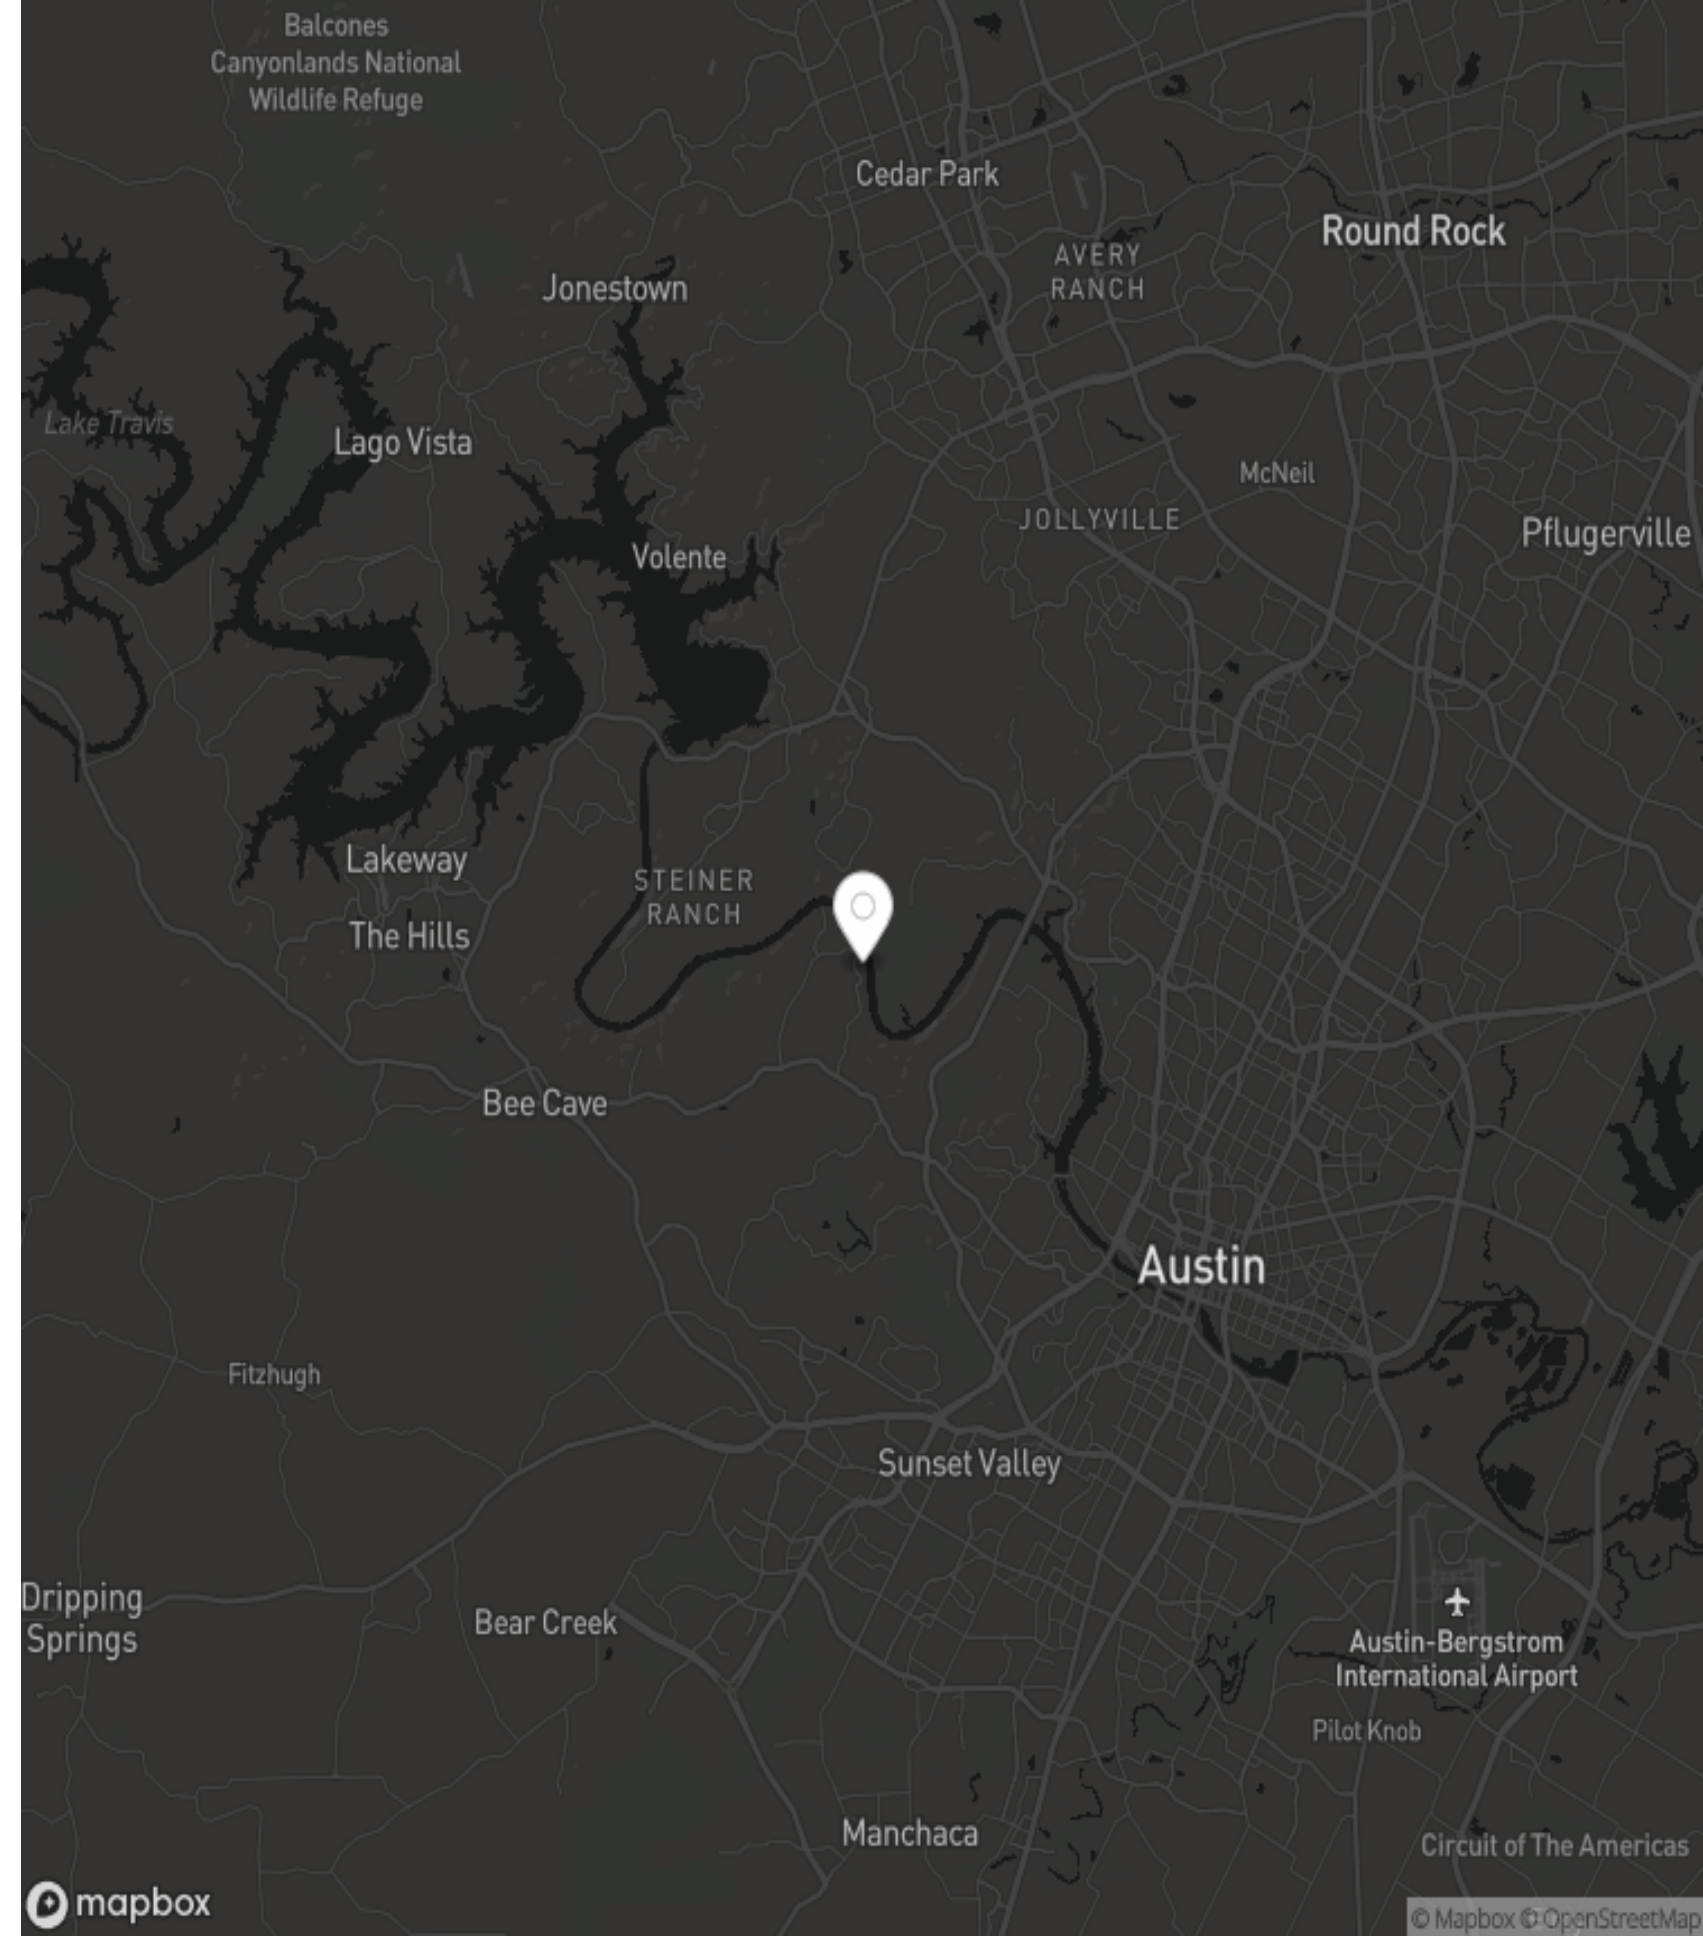 Balcones
Canyonlands National
Wildlife Refuge
Cedar Park
Round Rock
AVERY
RANCH
Jonestown
Lake Travis
Lago Vista
McNeil
JOLLYVILLE
Pflugerville
Volente
Lakeway
STEINER
RANCH
The Hills
Bee Cave
Austin
Fitzhugh
Sunset Valley
Dripping
Springs
Bear Creek
Austin-Bergstrom
International Airport
Pilot Knob
Manchaca
Circuit of The Americas
mapbox
© Mapbox © OpenStreetMap